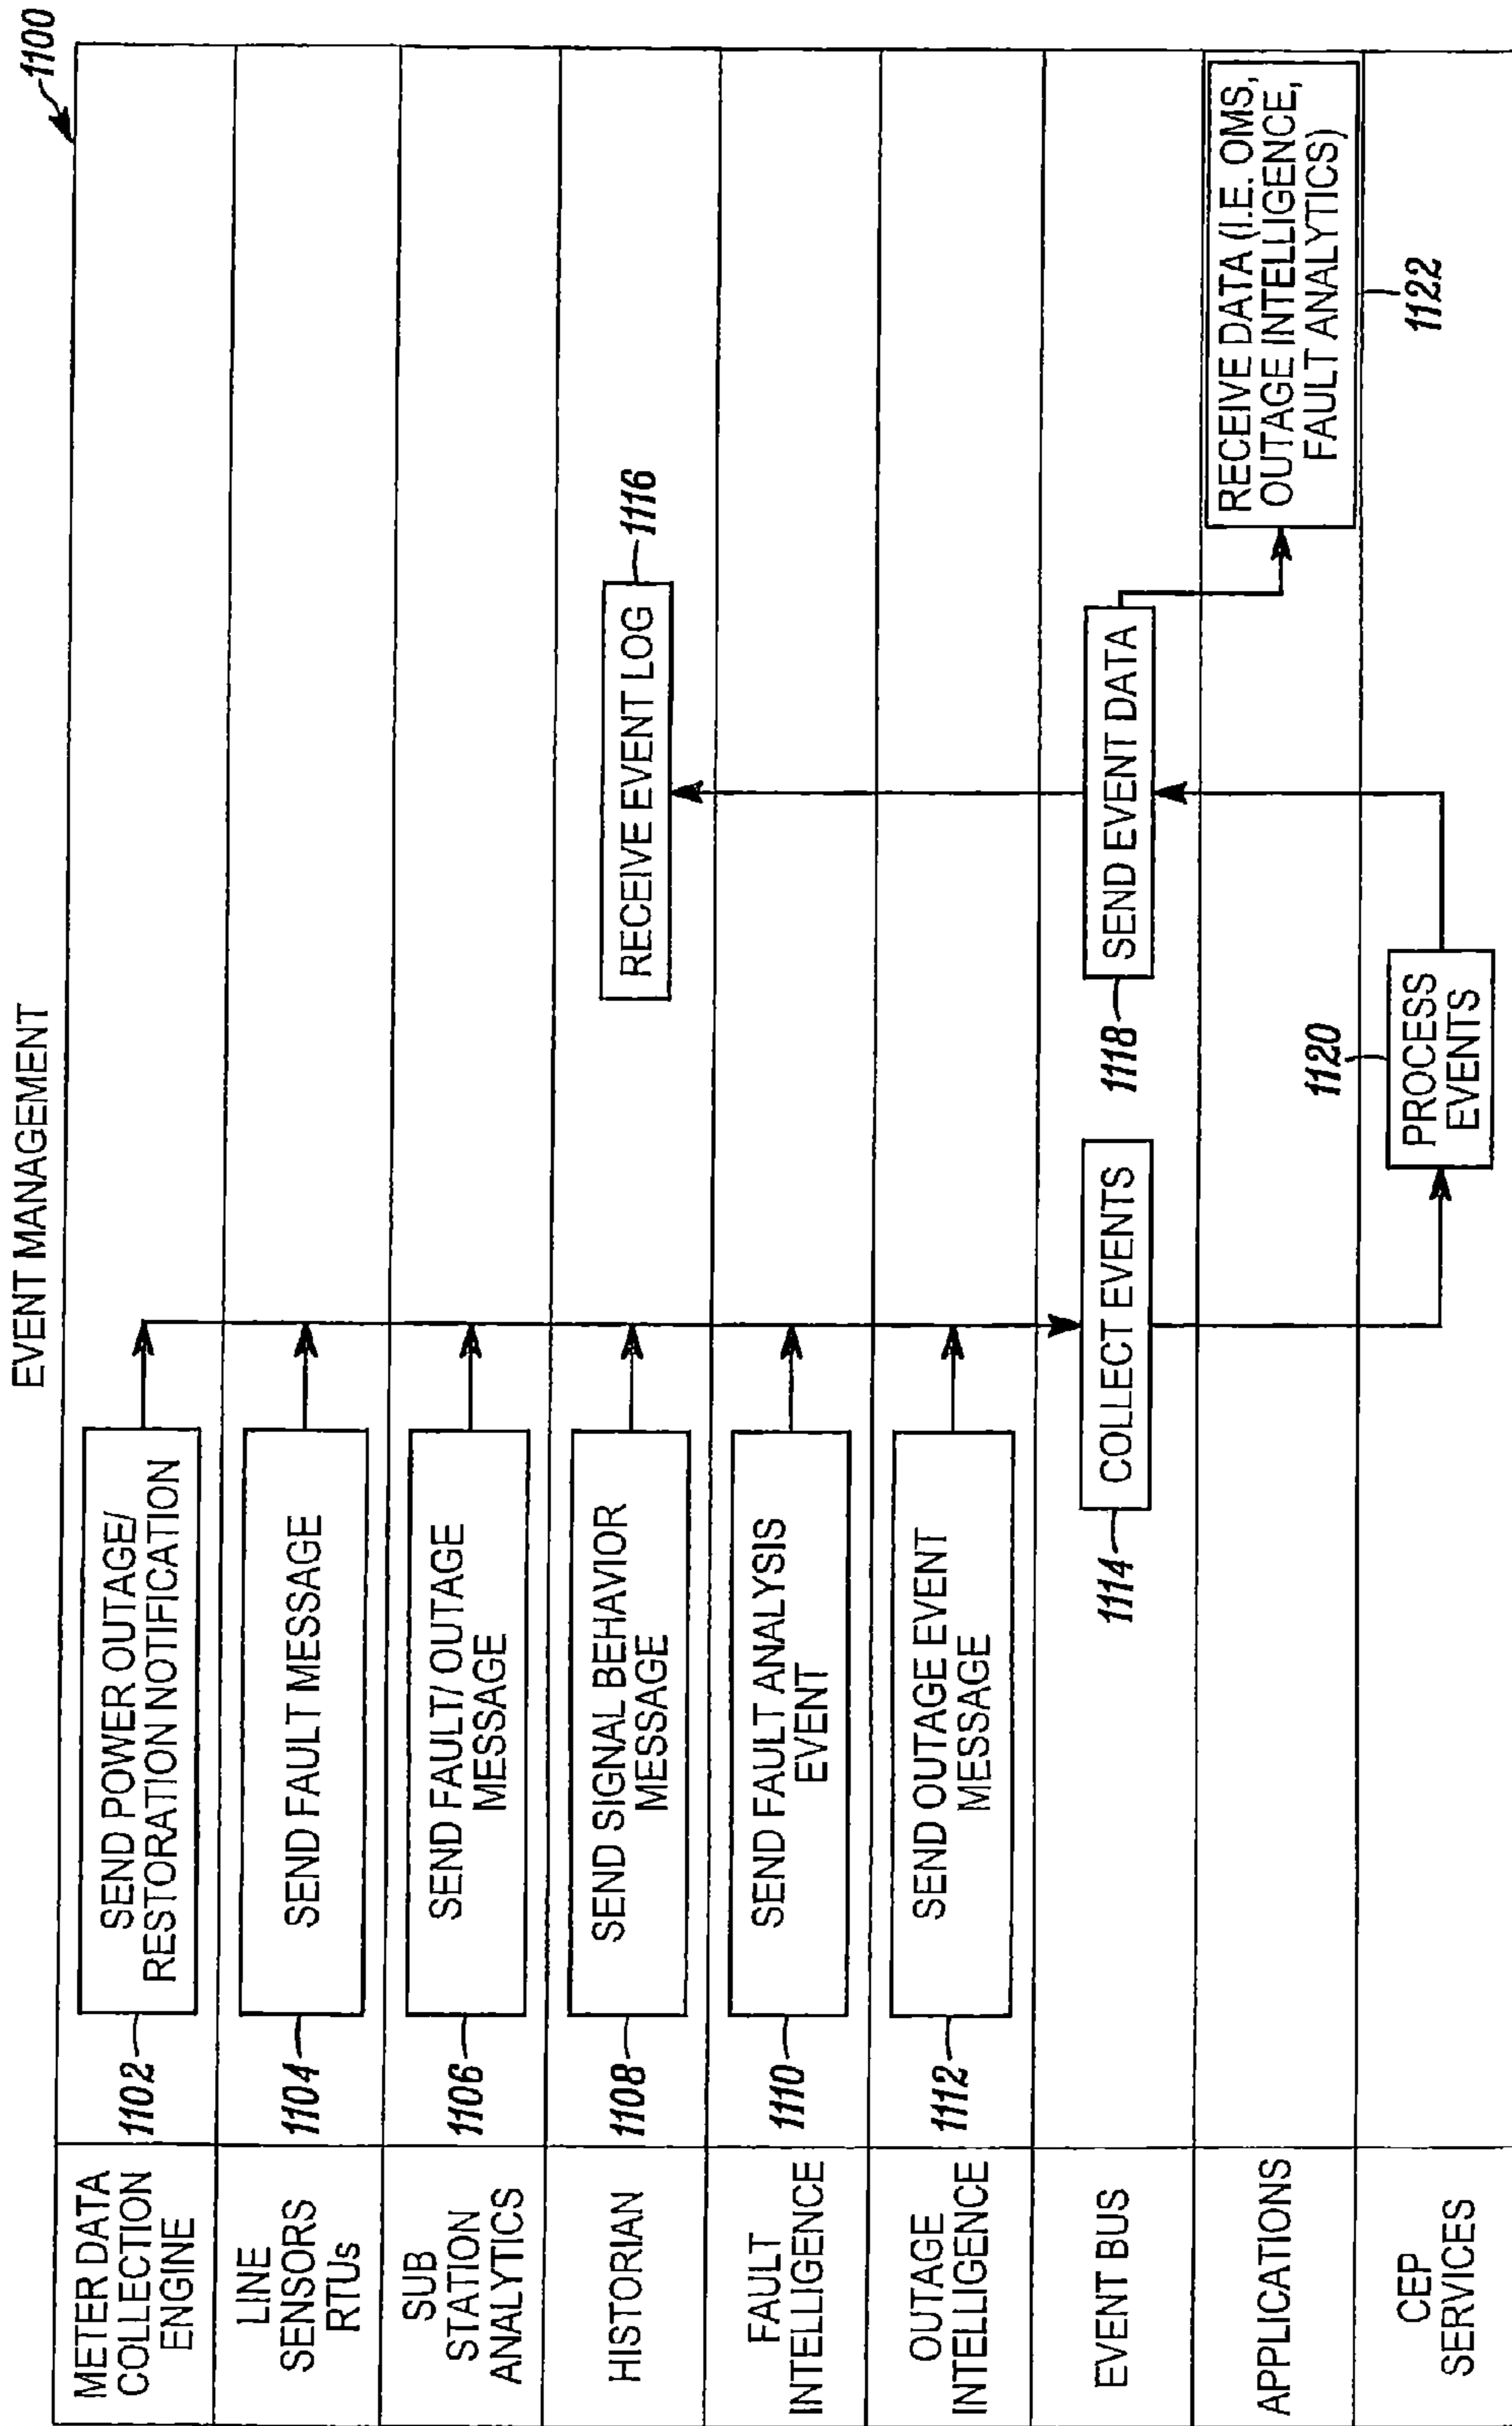 EVENT MANAGEMENT
1100
METER DATA
COLLECTION
ENGINE
1102
SEND POWER OUTAGE/
RESTORATION NOTIFICATION
LINE
SENSORS
RTUs
1104
SEND FAULT MESSAGE
SUB
STATION
ANALYTICS
1106
SEND FAULT/ OUTAGE
MESSAGE
HISTORIAN
1108
SEND SIGNAL BEHAVIOR
MESSAGE
RECEIVE EVENT LOG
1116
FAULT
INTELLIGENCE
1110
SEND FAULT ANALYSIS
EVENT
OUTAGE
INTELLIGENCE
1112
SEND OUTAGE EVENT
MESSAGE
EVENT BUS
1114
COLLECT EVENTS
1118
SEND EVENT DATA
APPLICATIONS
RECEIVE DATA (I.E. OMS,
OUTAGE INTELLIGENCE,
FAULT ANALYTICS)
1122
CEP
SERVICES
1120
PROCESS
EVENTS